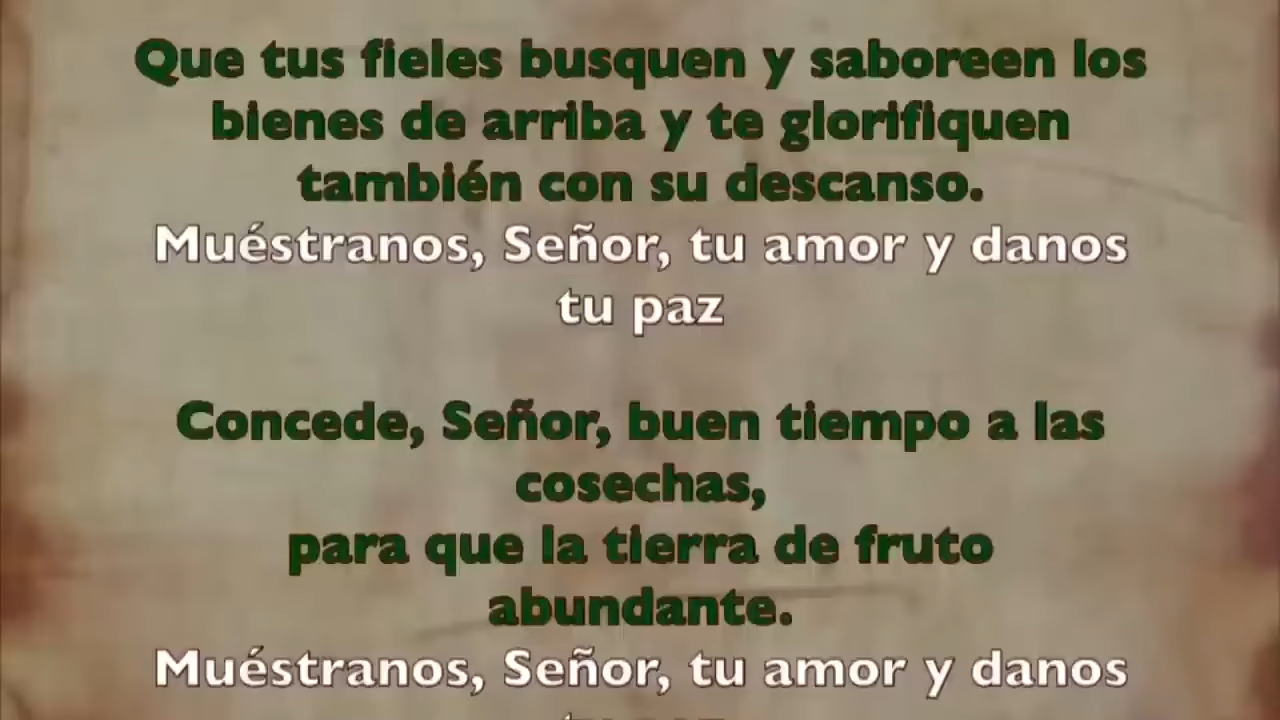 Que tus fieles busquen y saboreen los
bienes de arriba y te glorifiquen
también con su descanso.
Muéstranos, Señor, tu amor y danos
tu paz
Concede, Señor, buen tiempo a las
cosechas,
para que la tierra de fruto
abundante.
Muéstranos, Señor, tu amor y danos